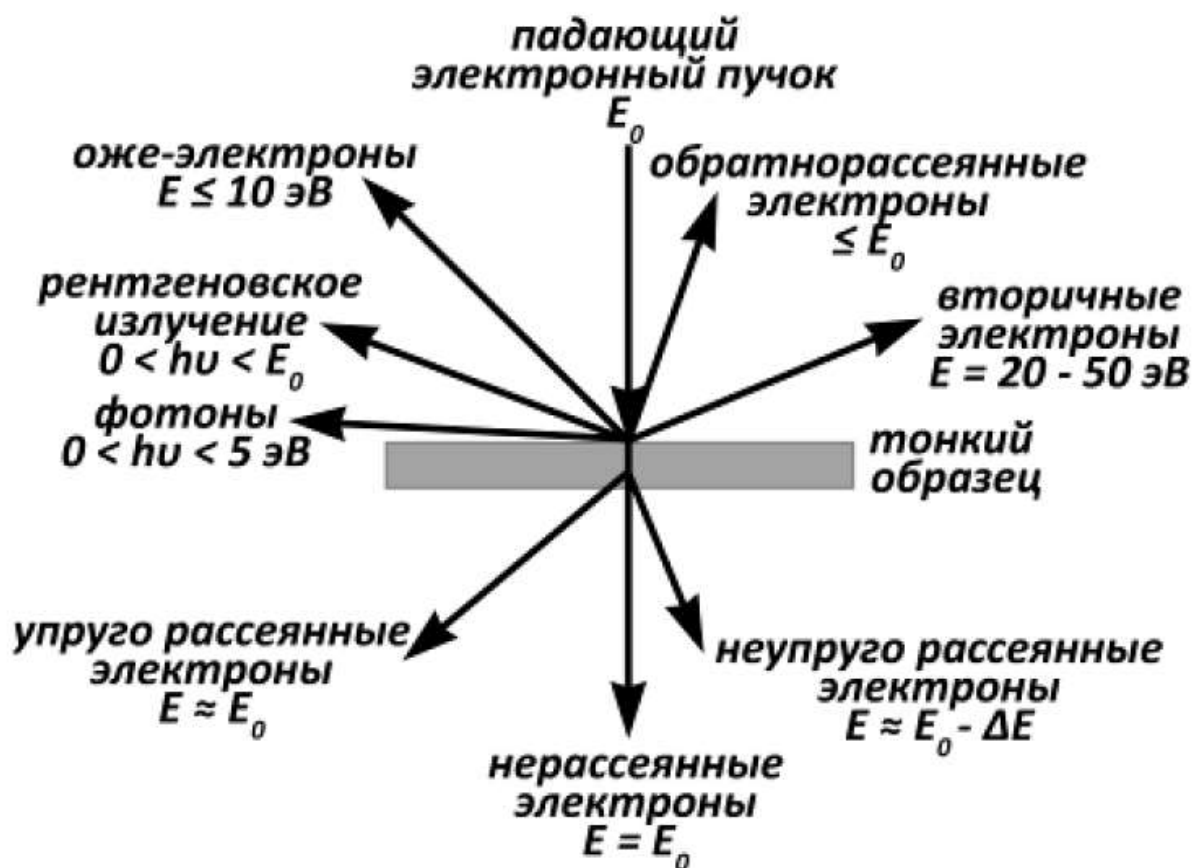 падающий
электронный пучок
E₀
оже-электроны
E ≤ 10 эВ
обратнорассеянные
электроны
≤ E₀
рентгеновское
излучение
0 < hυ < E₀
вторичные
электроны
E = 20 - 50 эВ
фотоны
0 < hυ < 5 эВ
тонкий
образец
упруго рассеянные
электроны
E ≈ E₀
неупруго рассеянные
электроны
E ≈ E₀ - ΔE
нерассеянные
электроны
E = E₀